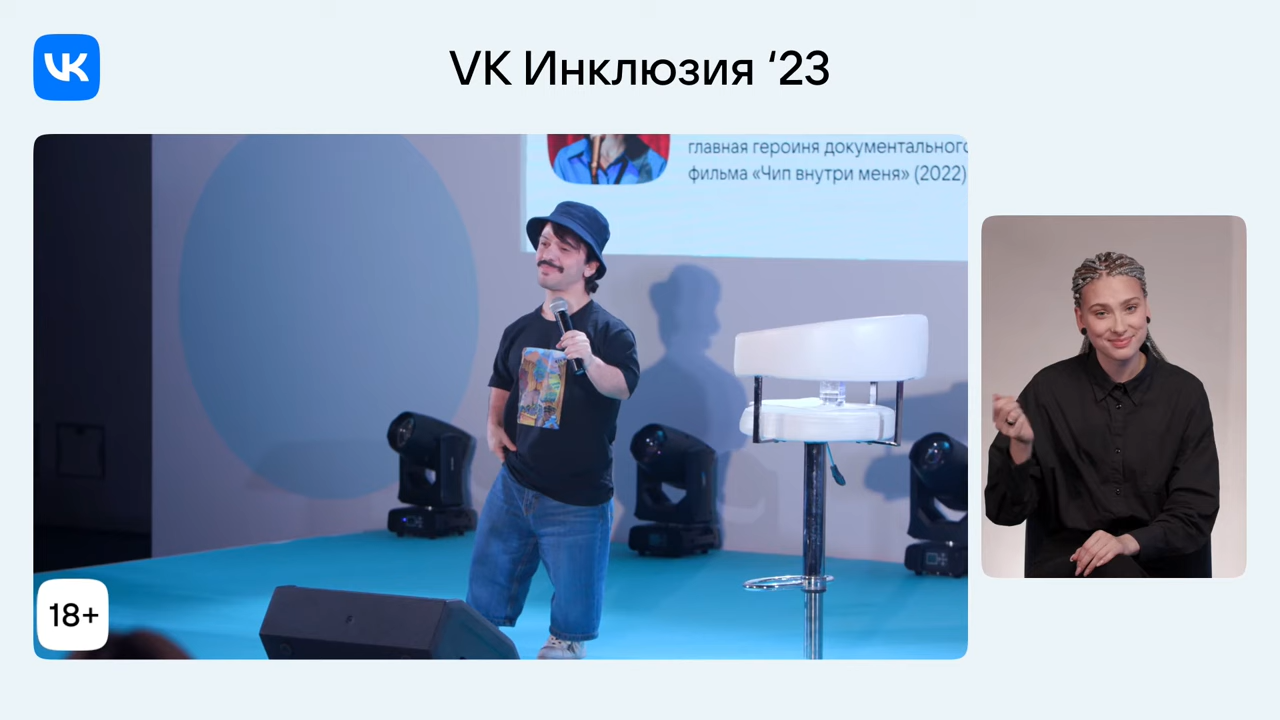 VK
VK Инклюзия ‘23
главная героиня документального
фильма «Чип внутри меня» (2022)
18+